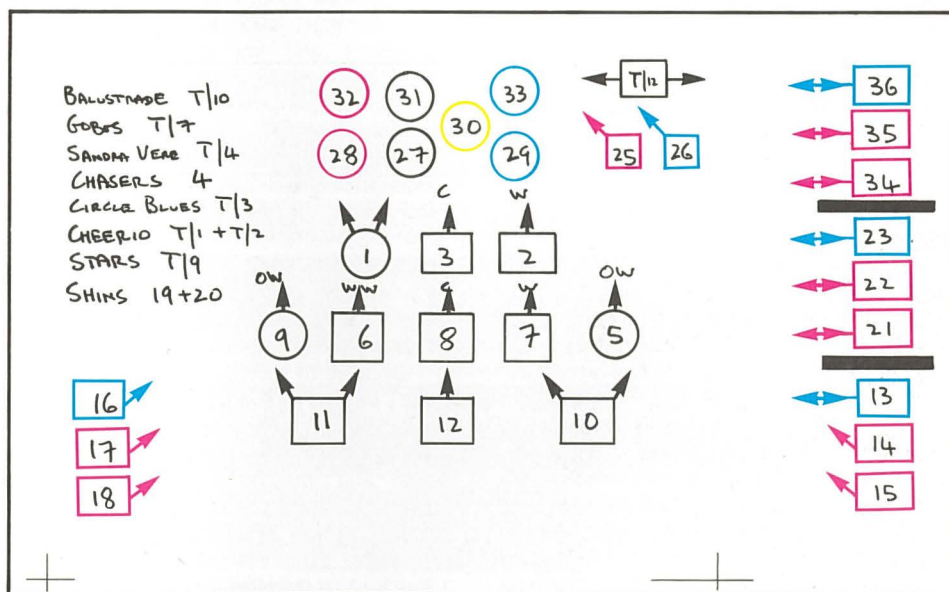 BALUSTRADE T/10
GOBOS T/7
SANDRA VERE T/4
CHASERS 4
CIRCLE BLUES T/3
CHEERIO T/1 + T/2
STARS T/9
SHINS 19+20
32 31 33
30
28 27 29
T/12
25 26
C W
1 3 2
OW WW C W OW
9 6 8 7 5
11 12 10
16
17
18
36
35
34
23
22
21
13
14
15